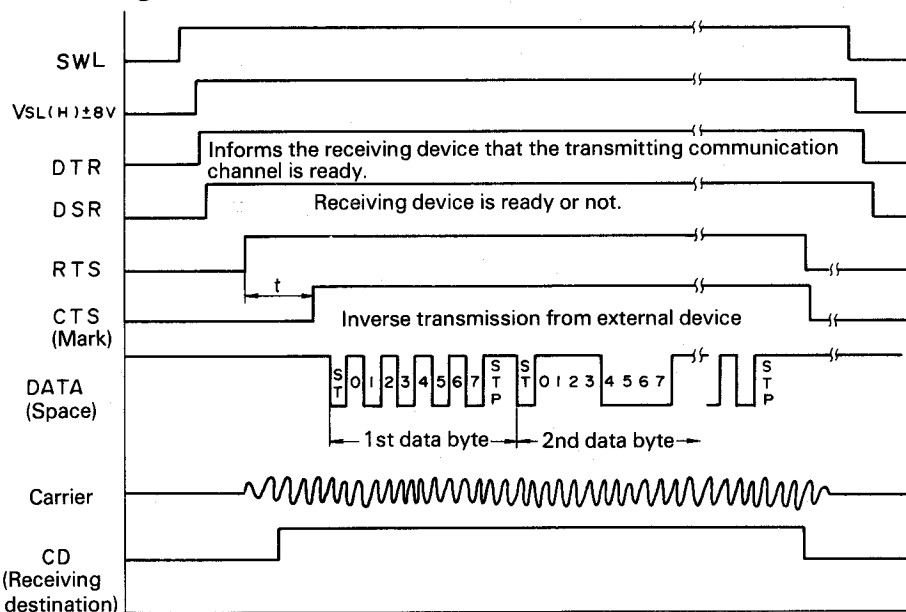 SWL
VSL(H)±8V
DTR
Informs the receiving device that the transmitting communication
channel is ready.
DSR
Receiving device is ready or not.
RTS
t
CTS
(Mark)
Inverse transmission from external device
DATA
(Space)
ST 0 1 2 3 4 5 6 7 STP ST 0 1 2 3 4 5 6 7 STP
1st data byte
2nd data byte
Carrier
CD
(Receiving
destination)